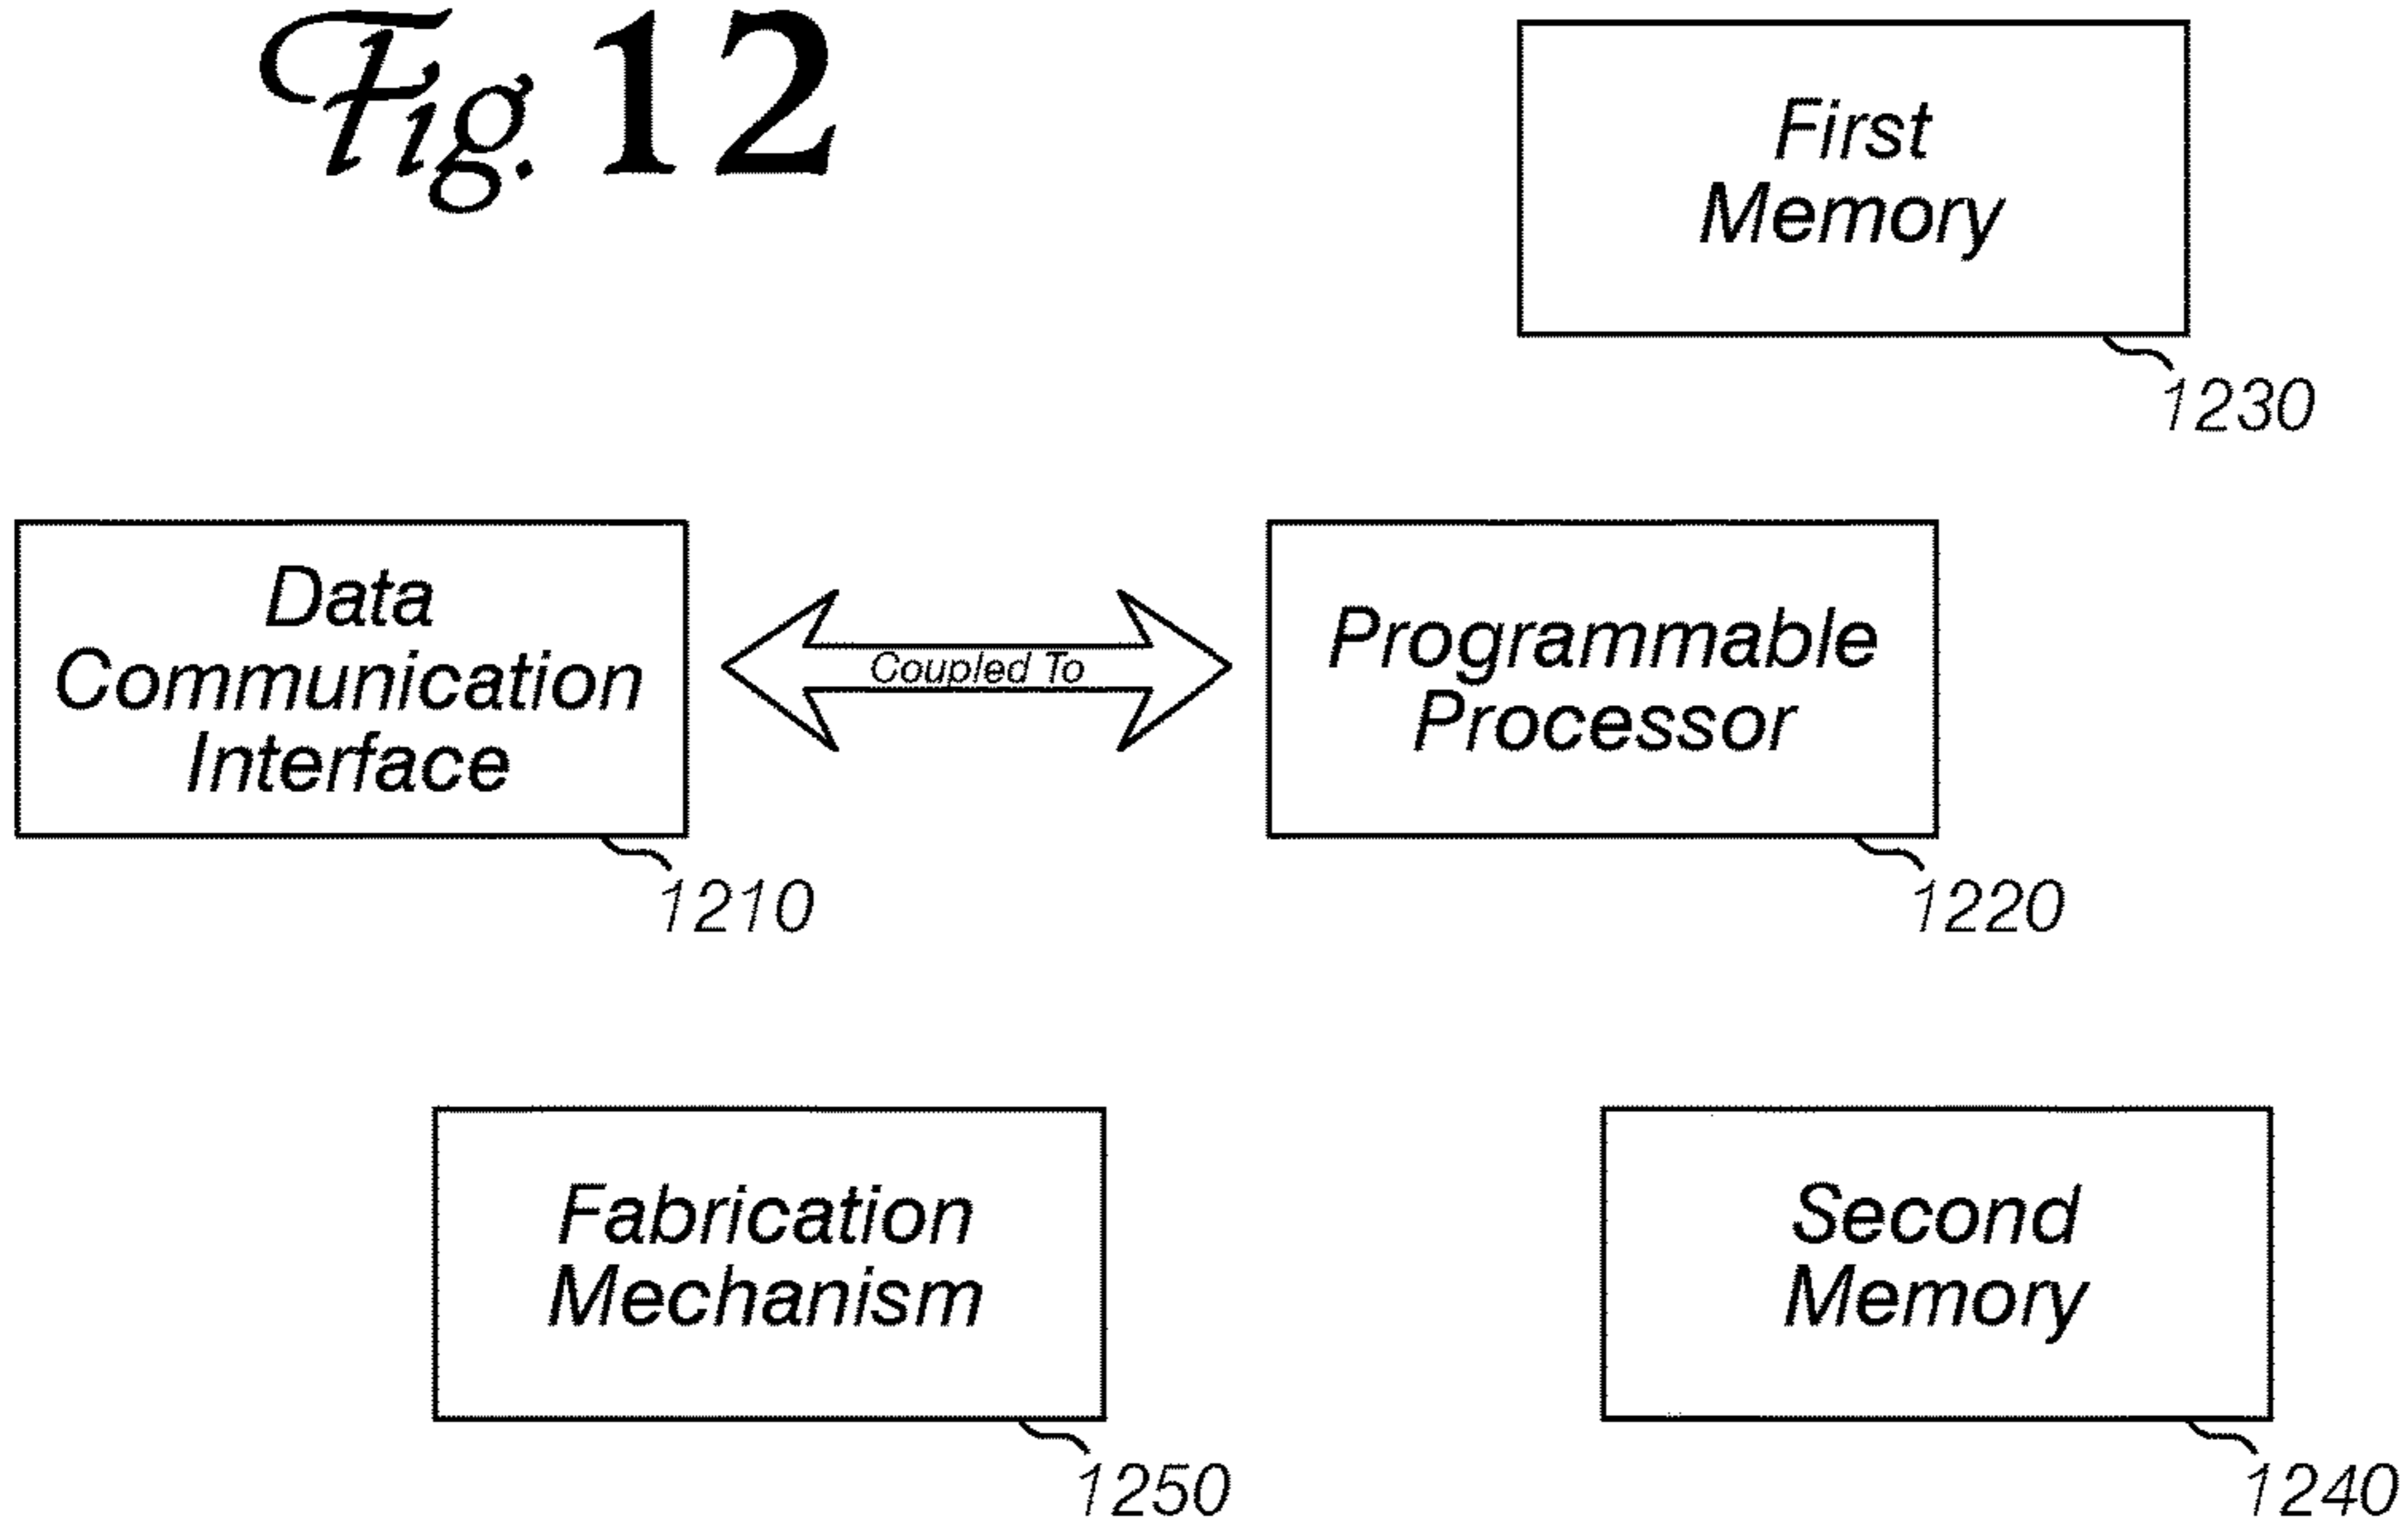 Fig. 12
First
Memory
1230
Data
Communication
Interface
1210
Coupled To
Programmable
Processor
1220
Fabrication
Mechanism
1250
Second
Memory
1240